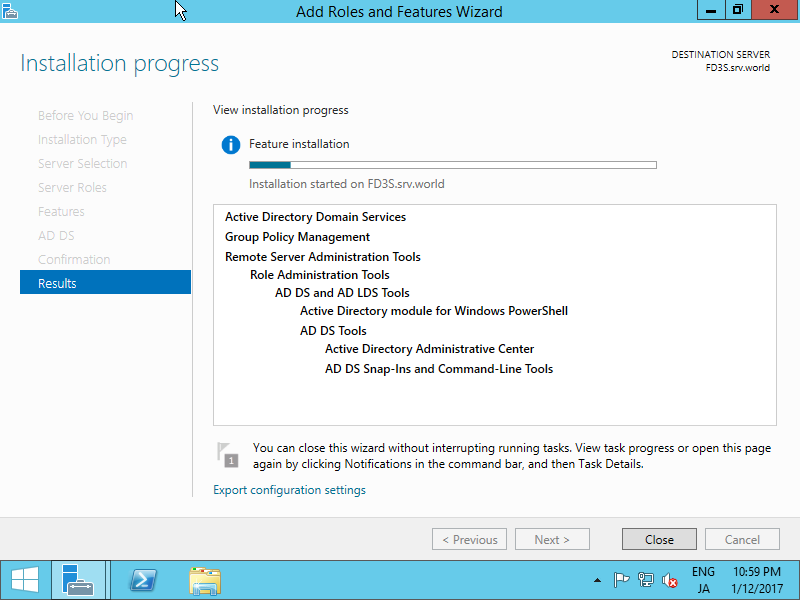 Add Roles and Features Wizard
Installation progress
DESTINATION SERVER
FD3S.srv.world
Before You Begin
Installation Type
Server Selection
Server Roles
Features
AD DS
Confirmation
Results
View installation progress
Feature installation
Installation started on FD3S.srv.world
Active Directory Domain Services
Group Policy Management
Remote Server Administration Tools
Role Administration Tools
AD DS and AD LDS Tools
Active Directory module for Windows PowerShell
AD DS Tools
Active Directory Administrative Center
AD DS Snap-Ins and Command-Line Tools
1
You can close this wizard without interrupting running tasks. View task progress or open this page
again by clicking Notifications in the command bar, and then Task Details.
Export configuration settings
< Previous
Next >
Close
Cancel
ENG
JA
10:59 PM
1/12/2017